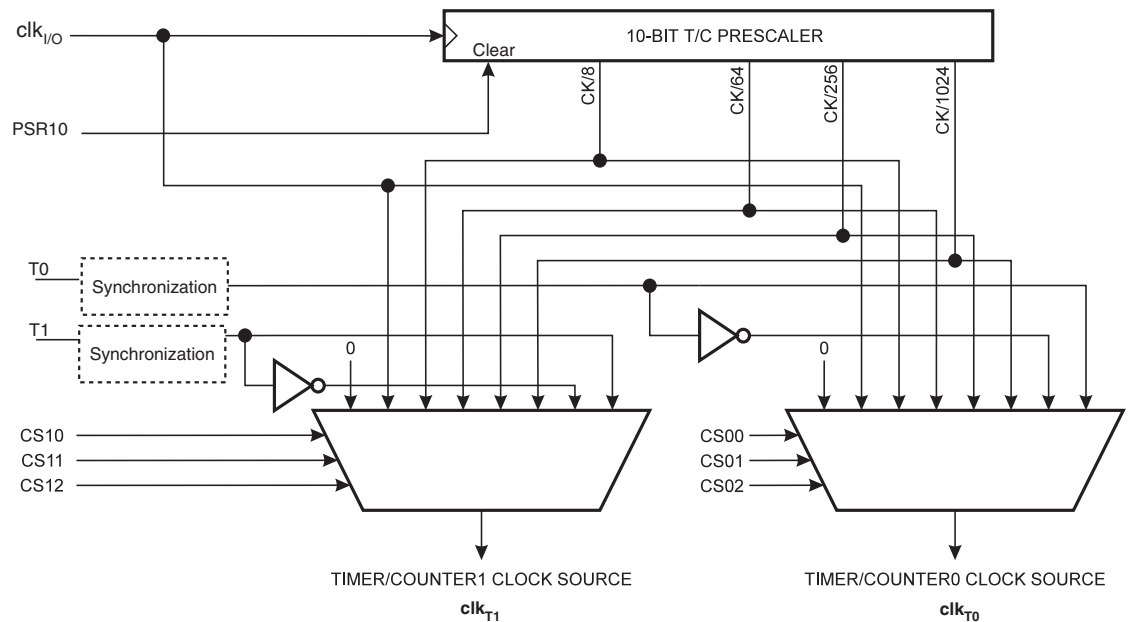 clkI/O
10-BIT T/C PRESCALER
Clear
CK/8
CK/64
CK/256
CK/1024
PSR10
T0
Synchronization
T1
Synchronization
0
0
CS10
CS11
CS12
CS00
CS01
CS02
TIMER/COUNTER1 CLOCK SOURCE
clkT1
TIMER/COUNTER0 CLOCK SOURCE
clkT0